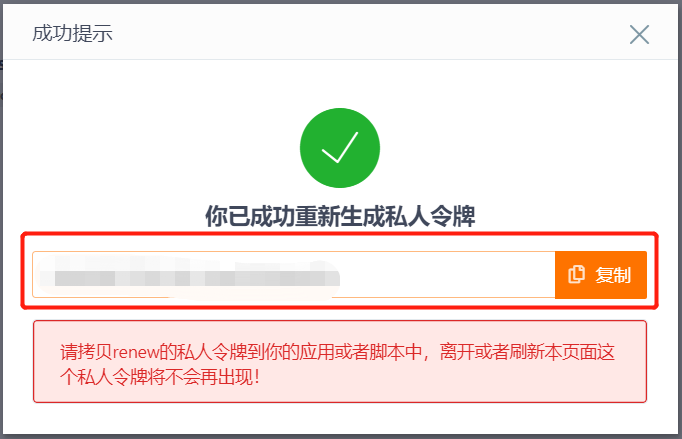 成功提示
你已成功重新生成私人令牌
复制
请拷贝renew的私人令牌到你的应用或者脚本中，离开或者刷新本页面这
个私人令牌将不会再出现！